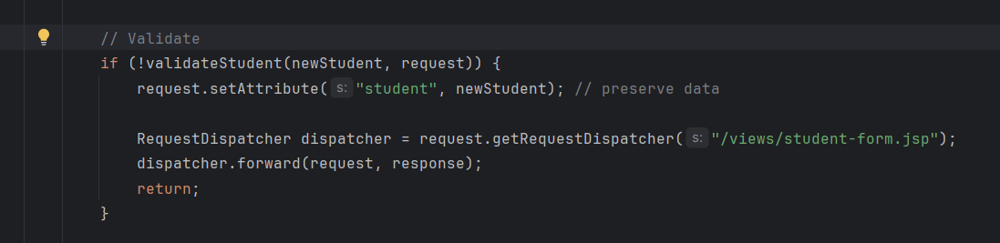 // Validate
if (!validateStudent(newStudent, request)) {
request.setAttribute( s: "student", newStudent); // preserve data
RequestDispatcher dispatcher = request.getRequestDispatcher( s: "/views/student-form.jsp");
dispatcher.forward(request, response);
return;
}